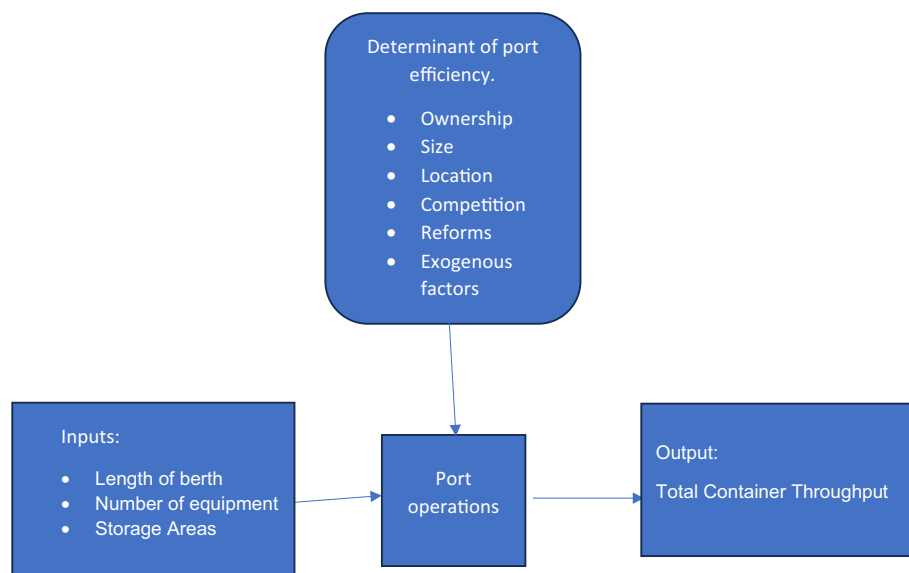 Determinant of port
efficiency.
• Ownership
• Size
• Location
• Competition
• Reforms
• Exogenous
factors
Inputs:
• Length of berth
• Number of equipment
• Storage Areas
Port
operations
Output:
Total Container Throughput